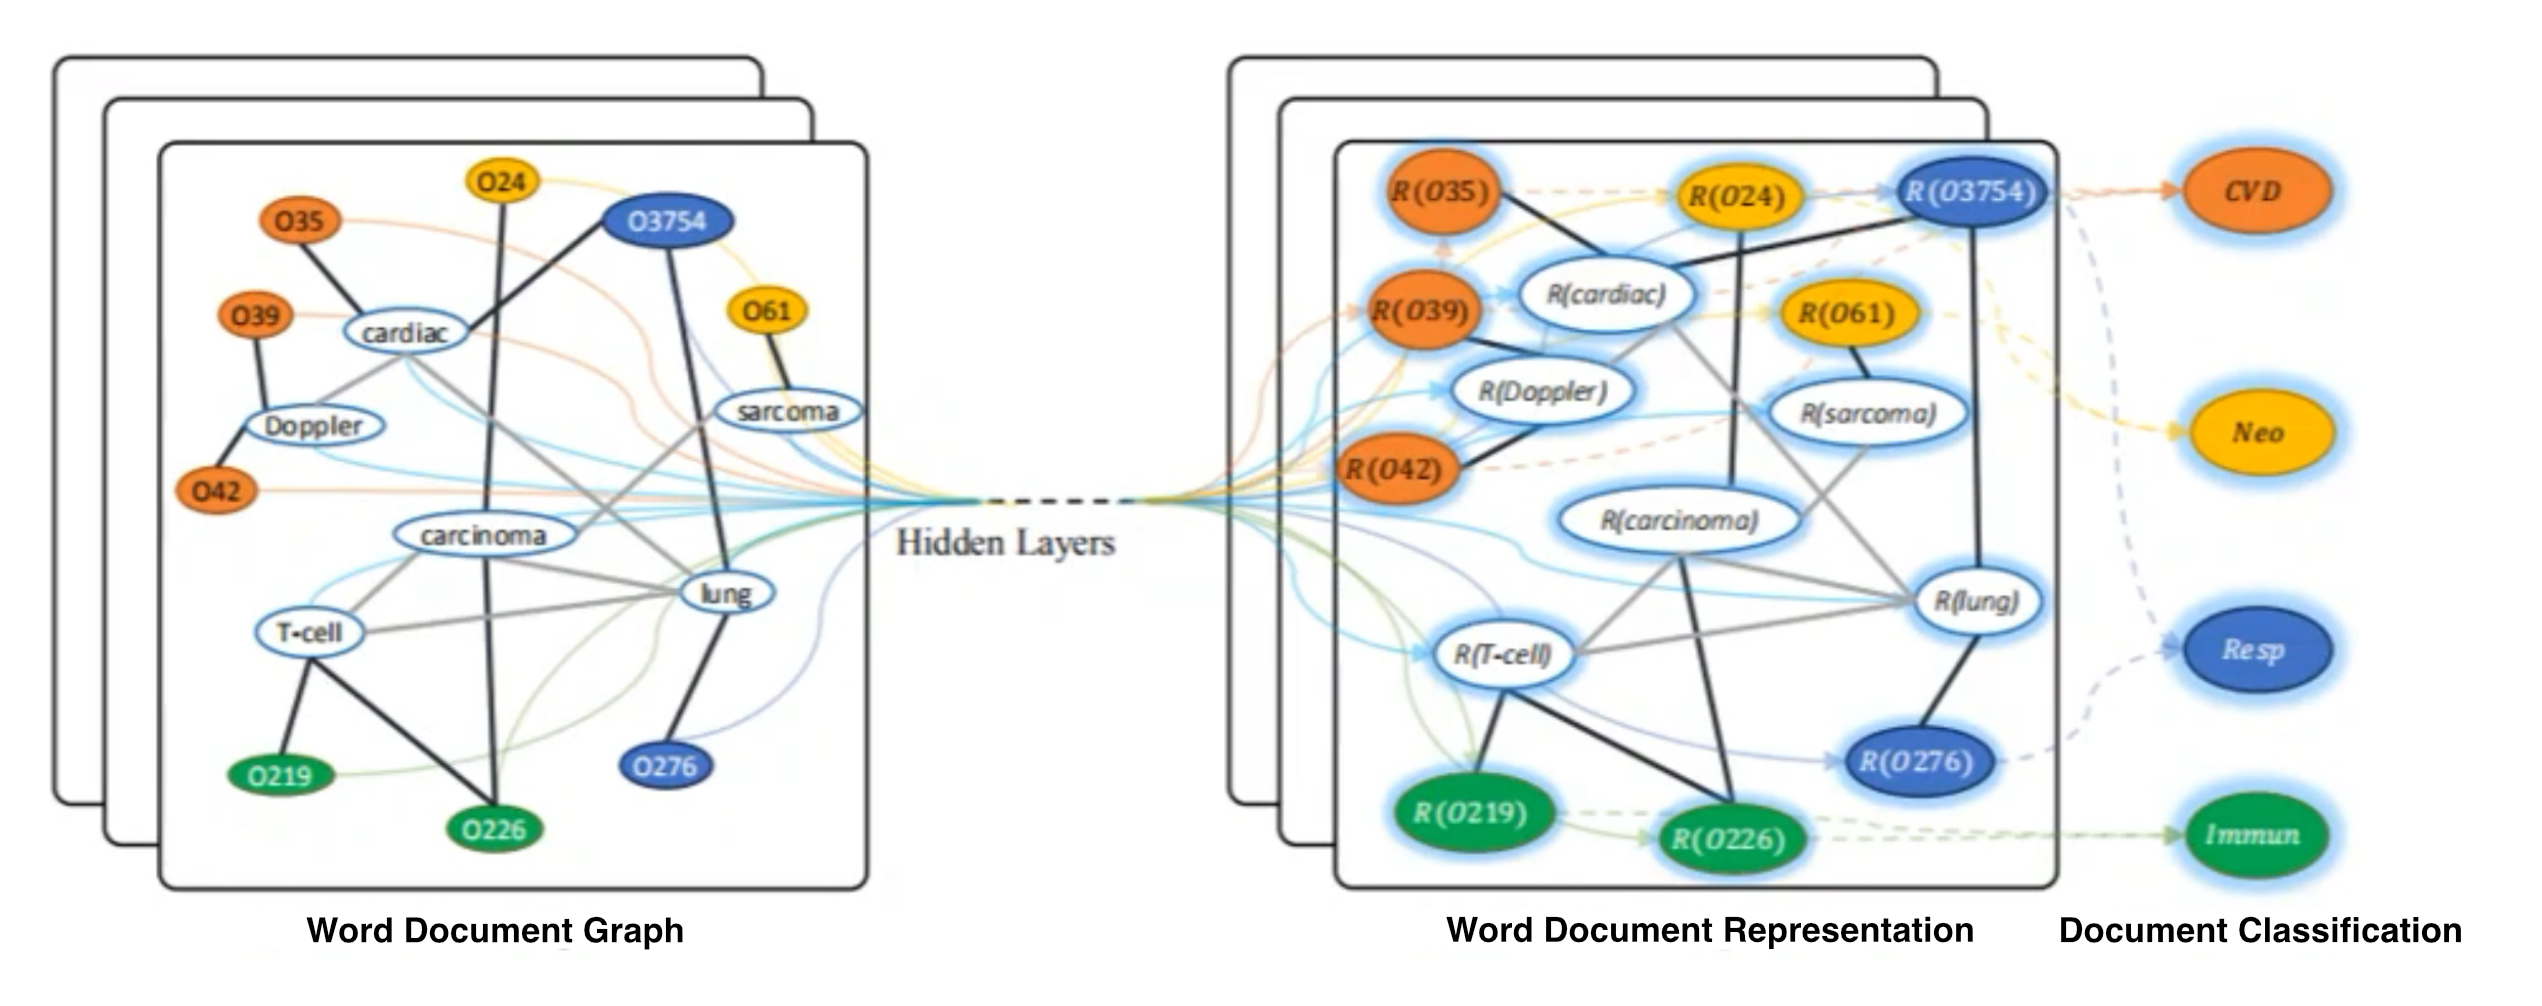 O24
O35
O3754
O39
cardiac
O61
sarcoma
Doppler
O42
carcinoma
lung
T-cell
O219
O276
O226
Hidden Layers
R(O35)
R(O24)
R(O3754)
R(O39)
R(cardiac)
R(O61)
R(Doppler)
R(sarcoma)
R(O42)
R(carcinoma)
R(lung)
R(T-cell)
R(O276)
R(O219)
R(O226)
CVD
Neo
Resp
Immun
Word Document Graph
Word Document Representation
Document Classification